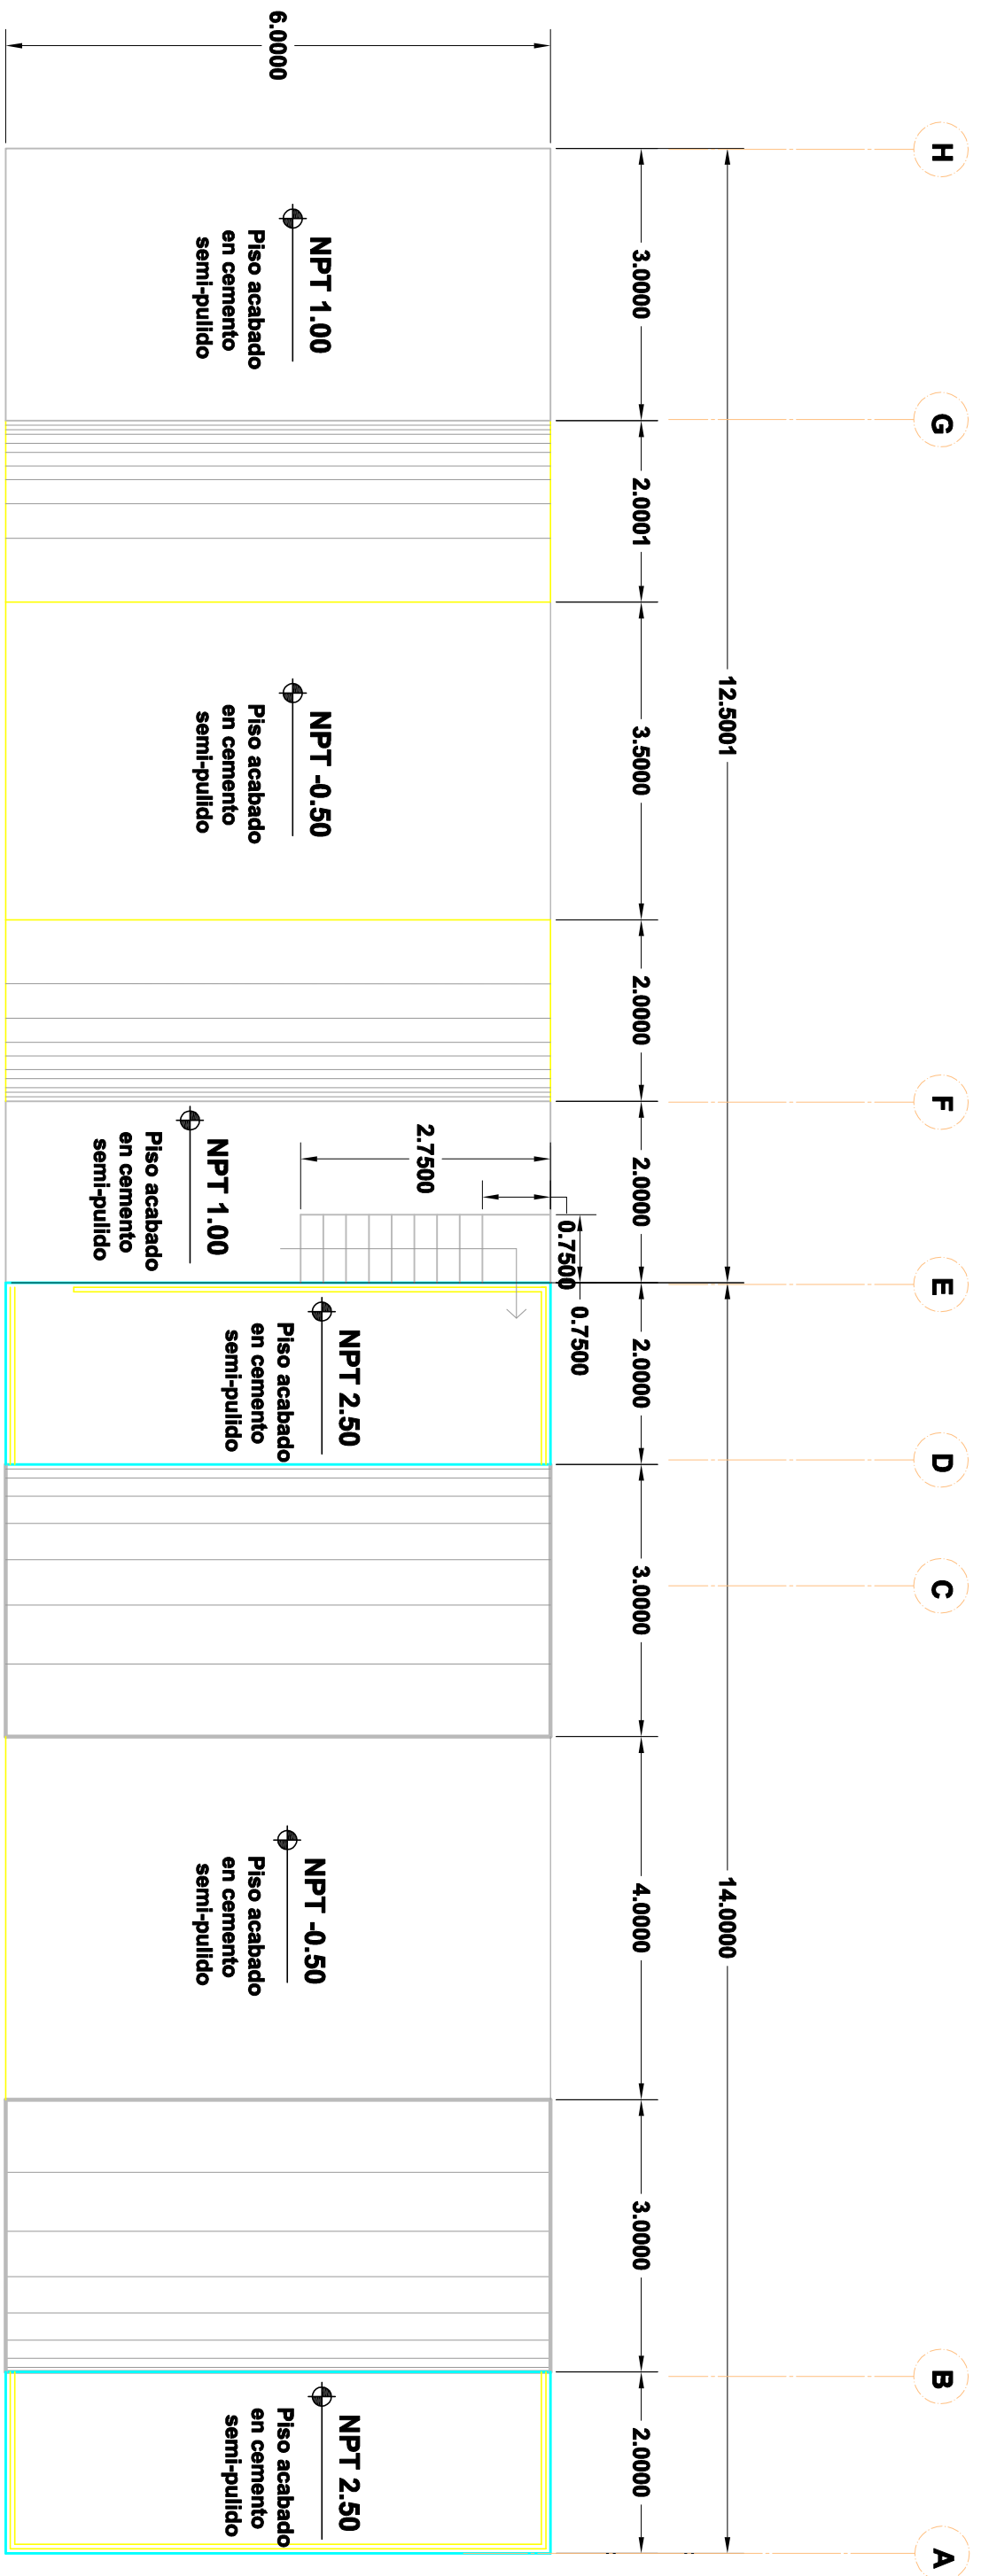 H
G
F
E
D
C
B
A
12.5001
14.0000
3.0000
2.0001
3.5000
2.0000
2.0000
2.0000
3.0000
4.0000
3.0000
2.0000
6.0000
2.7500
0.7500
0.7500
NPT 1.00
Piso acabado
en cemento
semi-pulido
NPT -0.50
Piso acabado
en cemento
semi-pulido
NPT 1.00
Piso acabado
en cemento
semi-pulido
NPT 2.50
Piso acabado
en cemento
semi-pulido
NPT -0.50
Piso acabado
en cemento
semi-pulido
NPT 2.50
Piso acabado
en cemento
semi-pulido